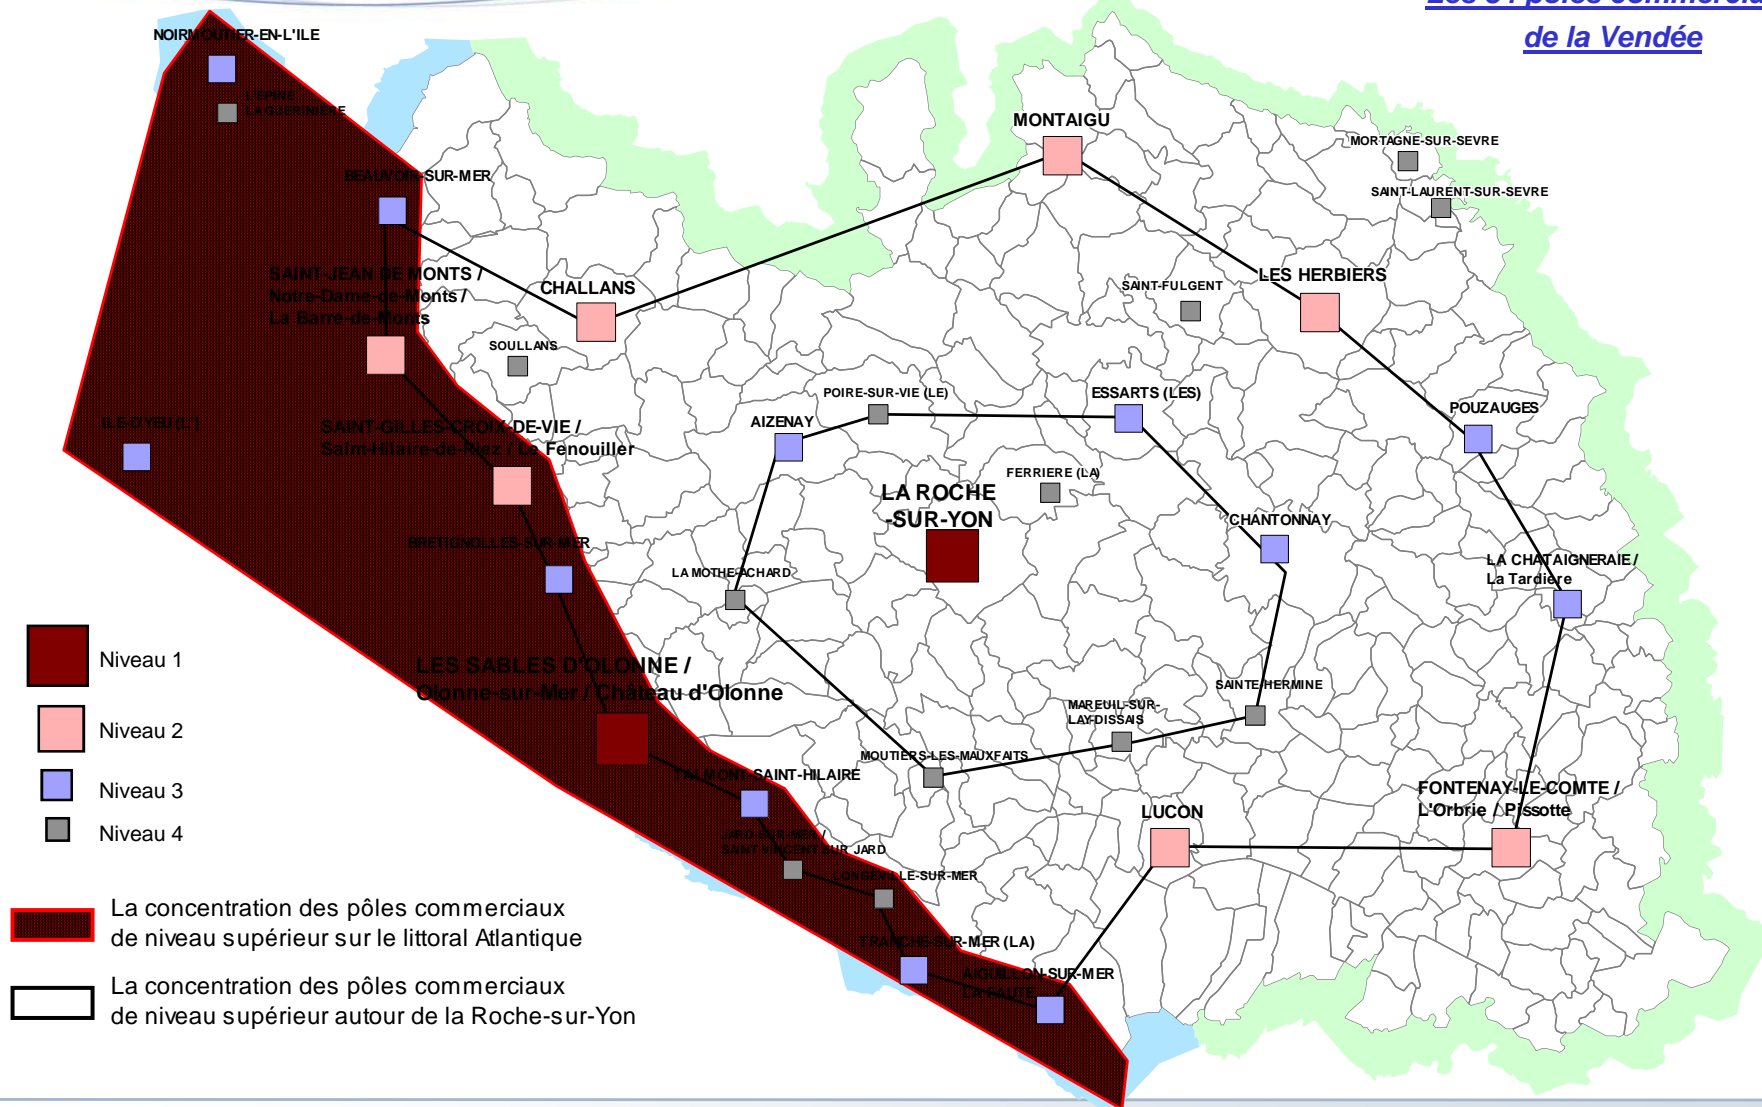 de la Vendée
NOIRMOUTIER-EN-L'ILE
L'EPINE
LA GUERINIERE
MONTAIGU
MORTAGNE-SUR-SEVRE
BEAUVOIR-SUR-MER
SAINT-LAURENT-SUR-SEVRE
SAINT-JEAN DE MONTS /
Notre-Dame-de-Monts /
La Barre-de-Monts
CHALLANS
SAINT-FULGENT
LES HERBIERS
SOULLANS
POIRE-SUR-VIE (LE)
ESSARTS (LES)
POUZAUGES
ILE-D'YEU (L')
SAINT-GILLES-CROIX-DE-VIE /
Saint-Hilaire-de-Riez / Le Fenouiller
AIZENAY
FERRIERE (LA)
LA ROCHE
-SUR-YON
CHANTONNAY
BRETIGNOLLES-SUR-MER
LA MOTHE-ACHARD
LA CHATAIGNERAIE /
La Tardière
LES SABLES D'OLONNE /
Olonne-sur-Mer / Château d'Olonne
SAINTE-HERMINE
MAREUIL-SUR-
LAY-DISSAIS
MOUTIERS-LES-MAUXFAITS
TALMONT-SAINT-HILAIRE
FONTENAY-LE-COMTE /
L'Orbrie / Pissotte
LUCON
JARD-SUR-MER /
SAINT VINCENT SUR JARD
LONGEVILLE-SUR-MER
TRANCHE-SUR-MER (LA)
AIGUILLON-SUR-MER
LA FAUTE
Niveau 1
Niveau 2
Niveau 3
Niveau 4
La concentration des pôles commerciaux
de niveau supérieur sur le littoral Atlantique
La concentration des pôles commerciaux
de niveau supérieur autour de la Roche-sur-Yon